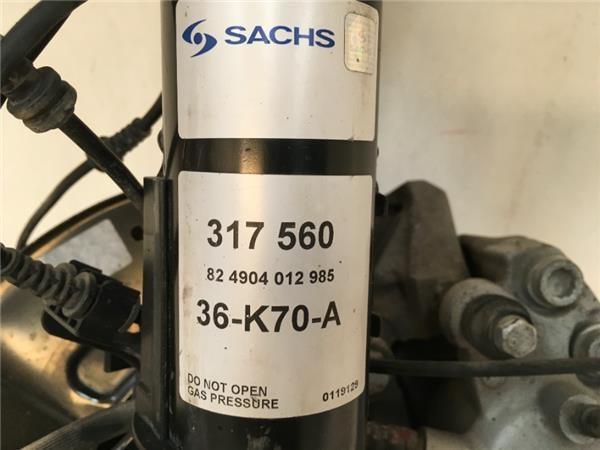 SACHS
317 560
82 4904 012 985
36-K70-A
DO NOT OPEN
GAS PRESSURE 0119129